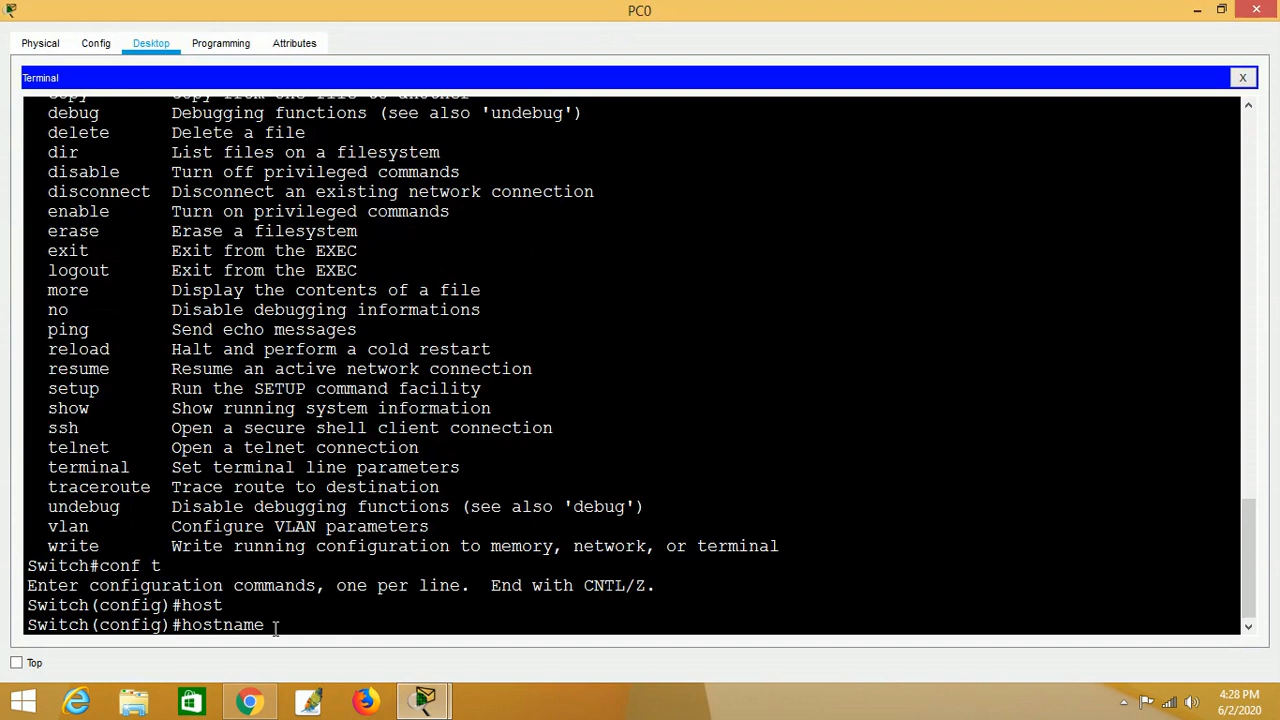 PC0
Physical Config Desktop Programming Attributes
Terminal X
copy Copy from one file to another
debug Debugging functions (see also 'undebug')
delete Delete a file
dir List files on a filesystem
disable Turn off privileged commands
disconnect Disconnect an existing network connection
enable Turn on privileged commands
erase Erase a filesystem
exit Exit from the EXEC
logout Exit from the EXEC
more Display the contents of a file
no Disable debugging informations
ping Send echo messages
reload Halt and perform a cold restart
resume Resume an active network connection
setup Run the SETUP command facility
show Show running system information
ssh Open a secure shell client connection
telnet Open a telnet connection
terminal Set terminal line parameters
traceroute Trace route to destination
undebug Disable debugging functions (see also 'debug')
vlan Configure VLAN parameters
write Write running configuration to memory, network, or terminal
Switch#conf t
Enter configuration commands, one per line. End with CNTL/Z.
Switch(config)#host
Switch(config)#hostname
Top
4:28 PM
6/2/2020